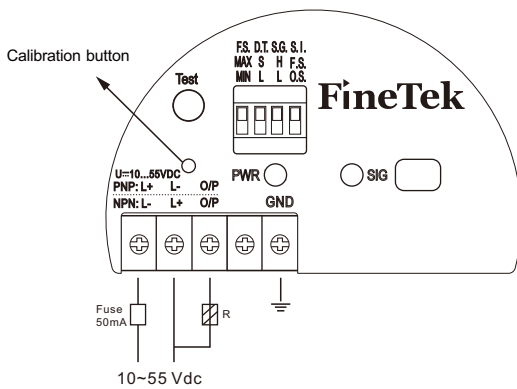 Calibration button
Test
F.S. D.T. S.G. S.I.
MAX S H F.S.
MIN L L O.S.
FineTek
U⎓10...55VDC
PNP: L+ L- O/P
NPN: L- L+ O/P
PWR
SIG
GND
Fuse
50mA
R
10~55 Vdc